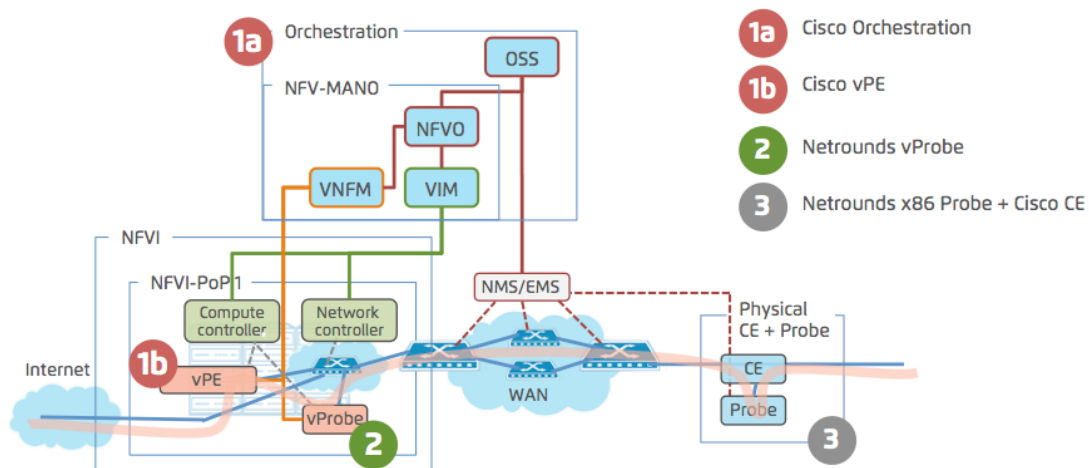 1a
Orchestration
OSS
NFV-MANO
NFVO
VNFM
VIM
NFVI
NFVI-PoP 1
Compute
controller
Network
controller
NMS/EMS
Physical
CE + Probe
Internet
1b
vPE
vProbe
2
WAN
CE
Probe
3
1a Cisco Orchestration
1b Cisco vPE
2 Netrounds vProbe
3 Netrounds x86 Probe + Cisco CE